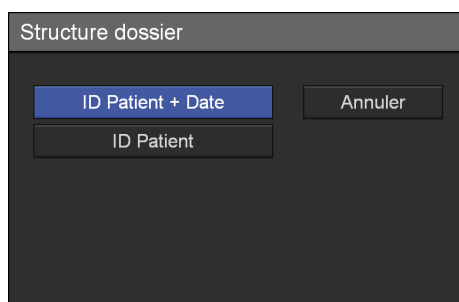 Structure dossier
ID Patient + Date
Annuler
ID Patient